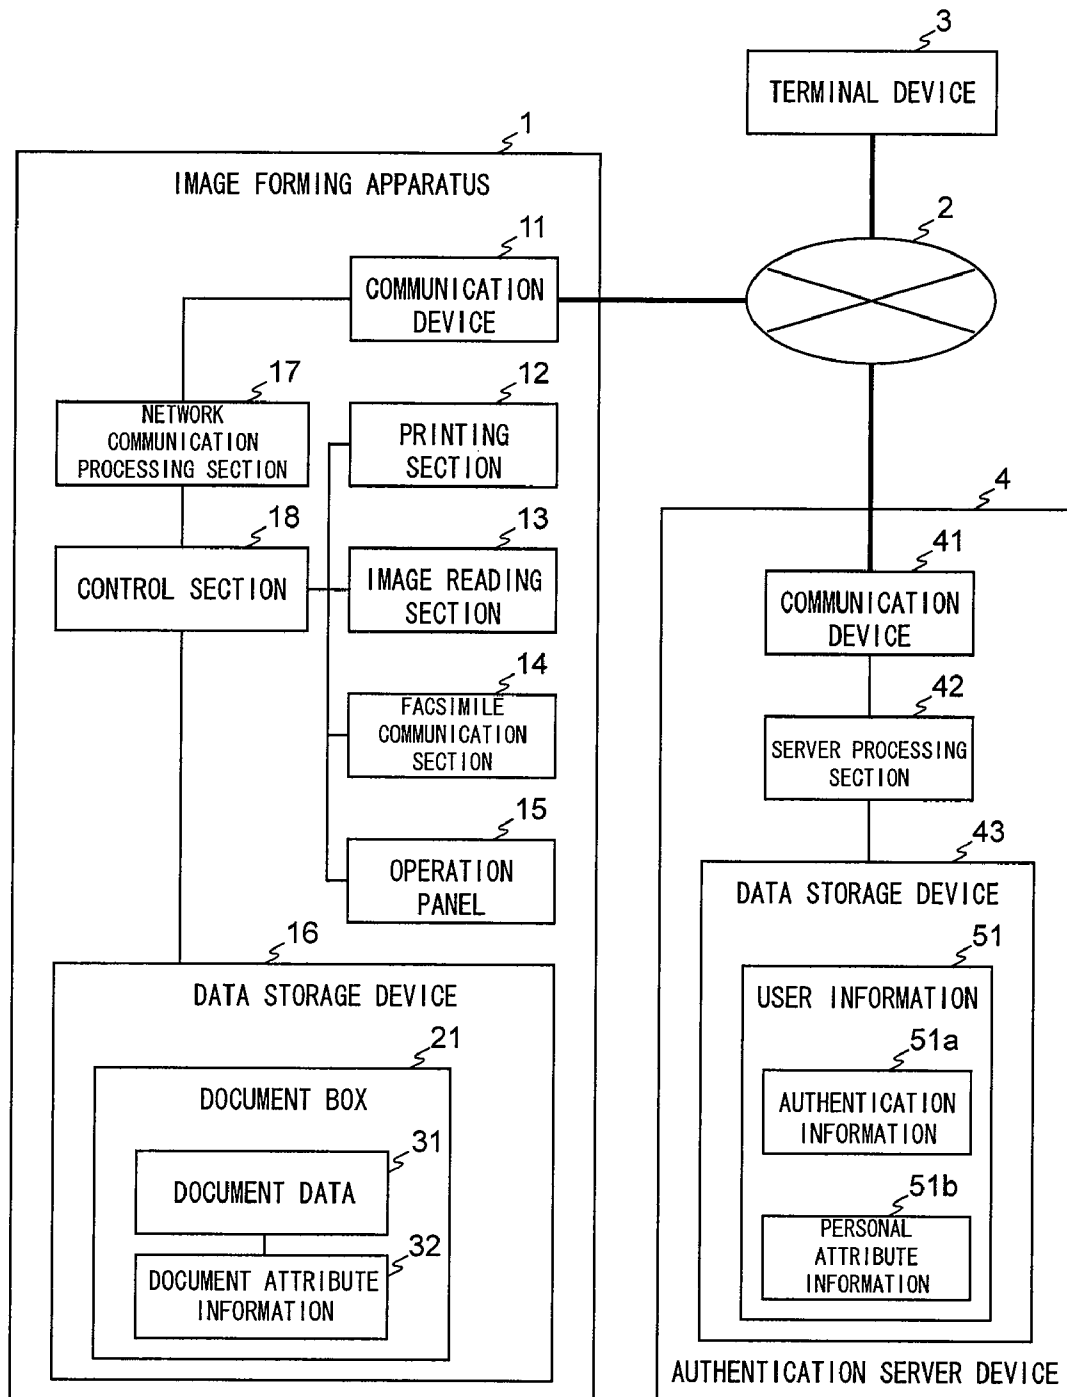 3
TERMINAL DEVICE
1
IMAGE FORMING APPARATUS
2
11
COMMUNICATION
DEVICE
17
NETWORK
COMMUNICATION
PROCESSING SECTION
12
PRINTING
SECTION
18
CONTROL SECTION
13
IMAGE READING
SECTION
14
FACSIMILE
COMMUNICATION
SECTION
15
OPERATION
PANEL
16
DATA STORAGE DEVICE
21
DOCUMENT BOX
31
DOCUMENT DATA
32
DOCUMENT ATTRIBUTE
INFORMATION
4
41
COMMUNICATION
DEVICE
42
SERVER PROCESSING
SECTION
43
DATA STORAGE DEVICE
51
USER INFORMATION
51a
AUTHENTICATION
INFORMATION
51b
PERSONAL
ATTRIBUTE
INFORMATION
AUTHENTICATION SERVER DEVICE